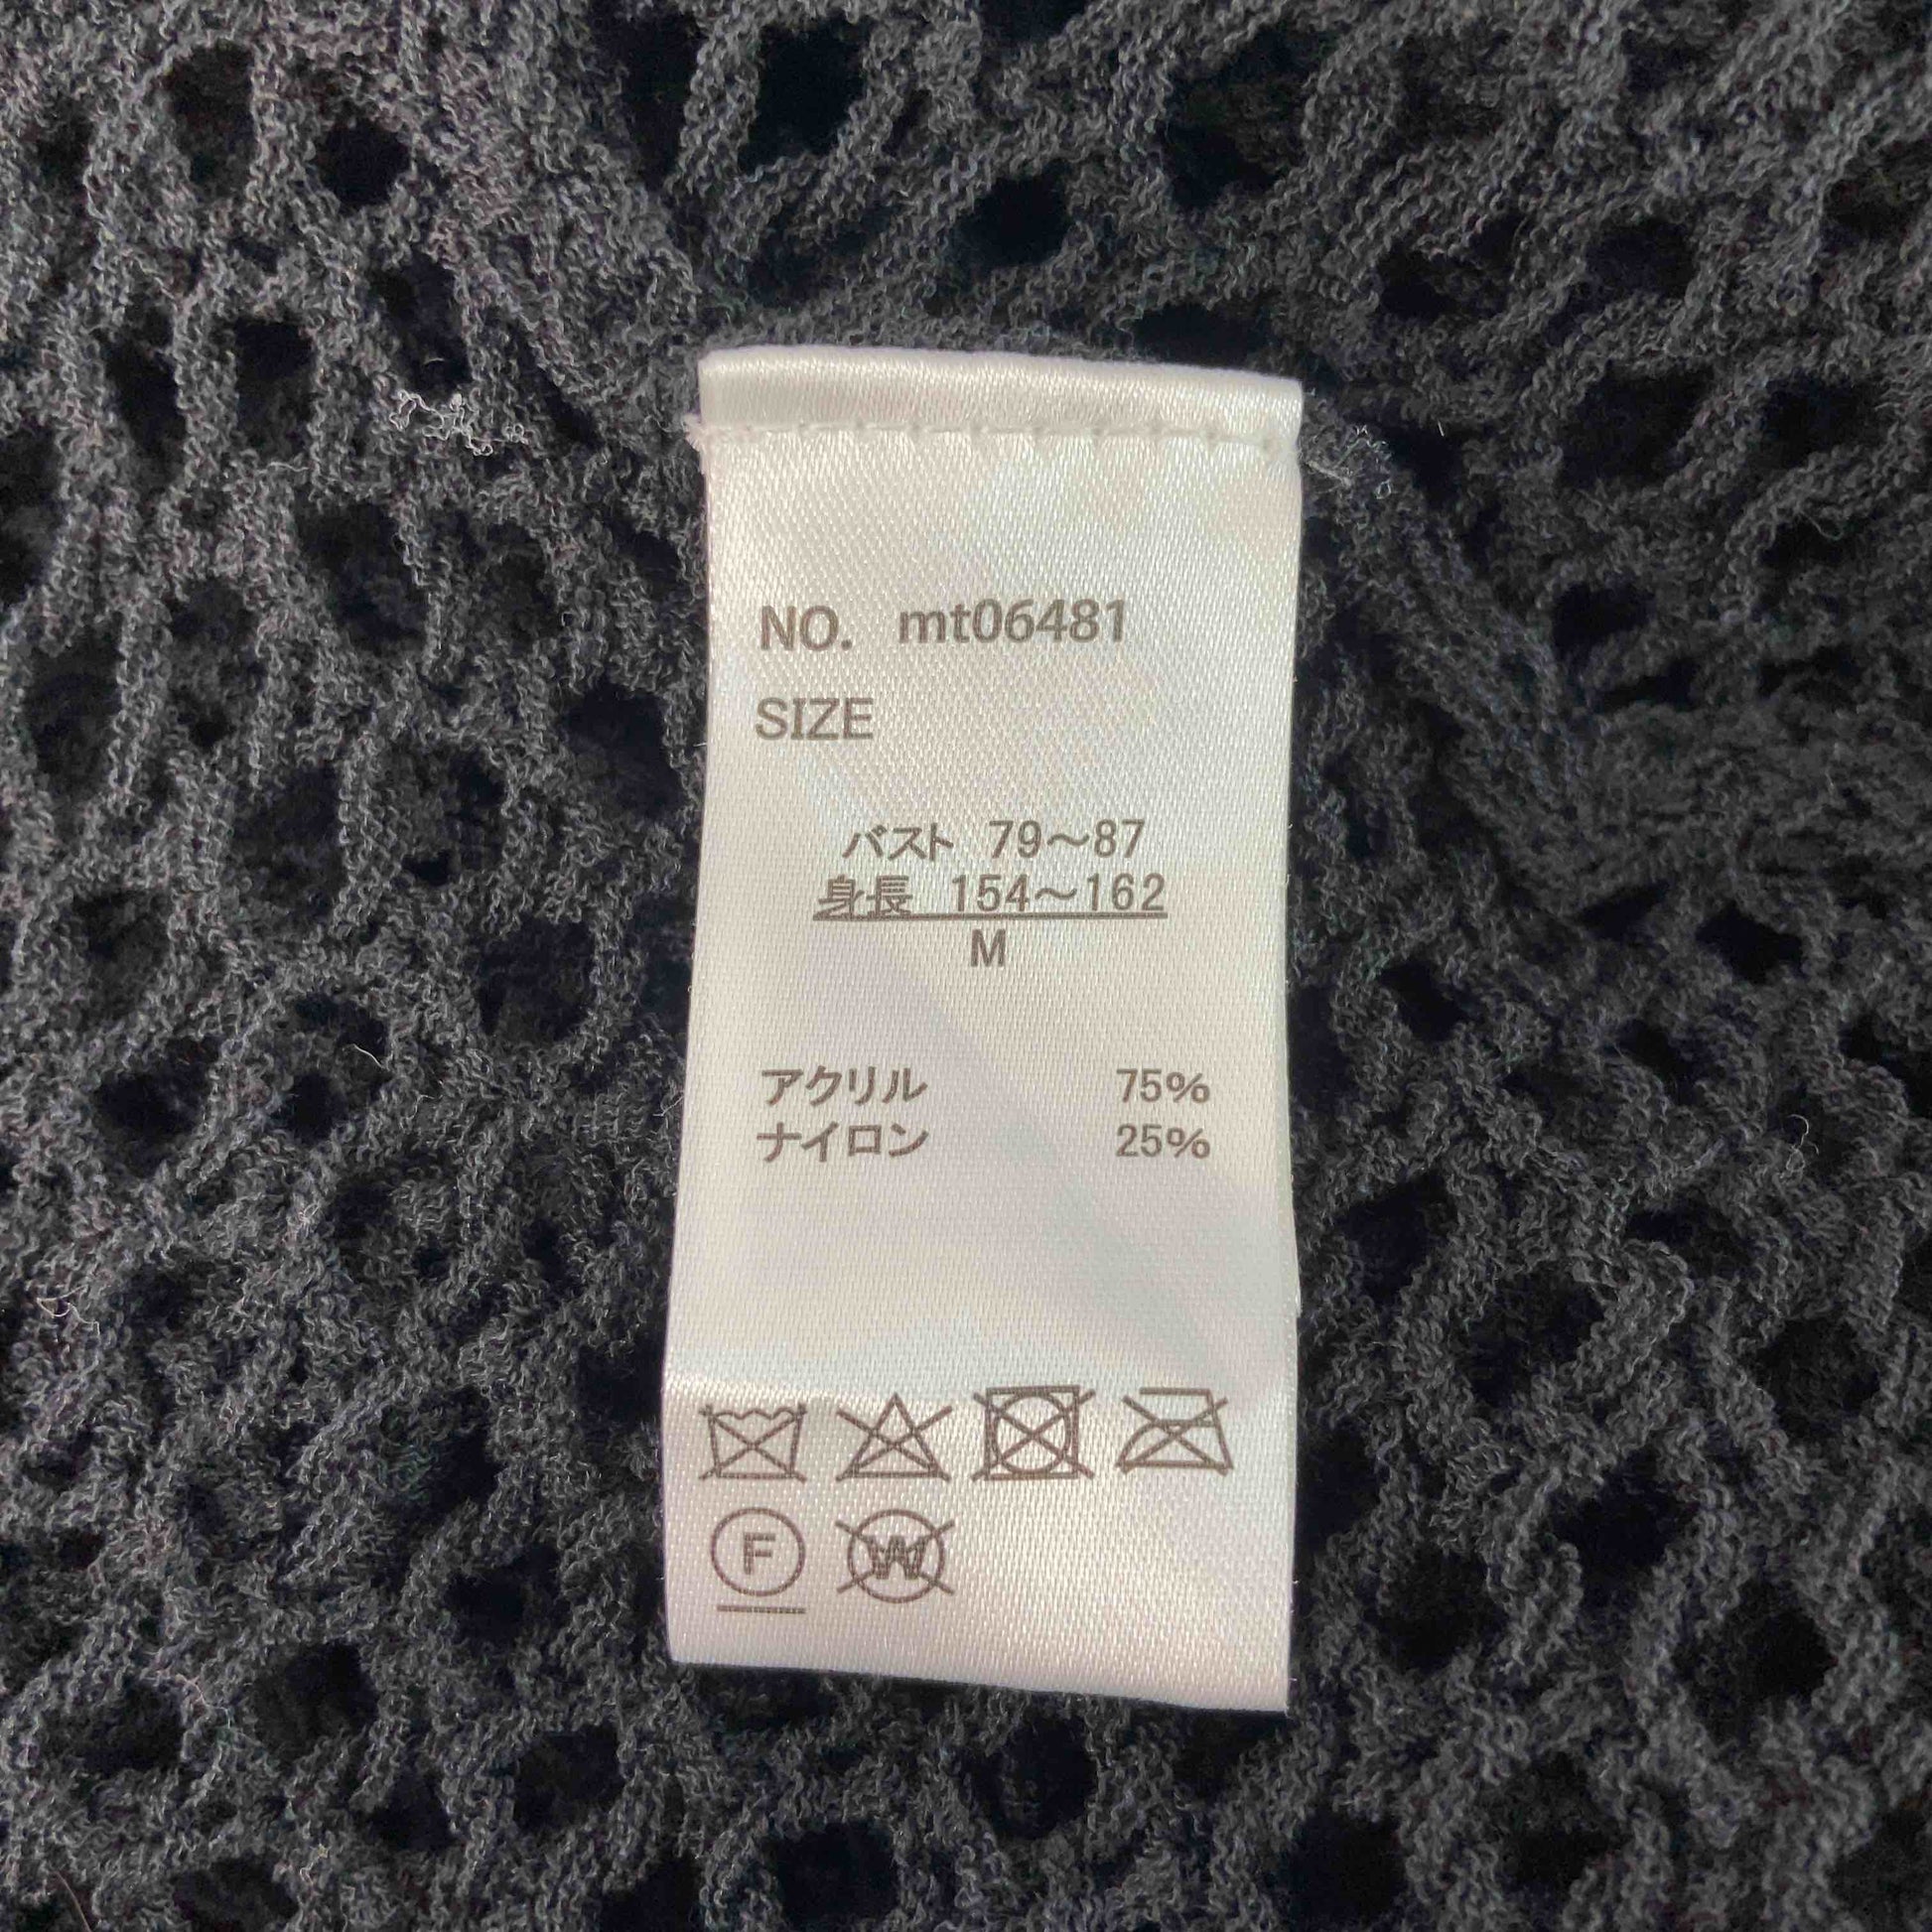 NO. mt06481
SIZE
バスト 79～87
身長 154～162
M
アクリル 75%
ナイロン 25%
F
W